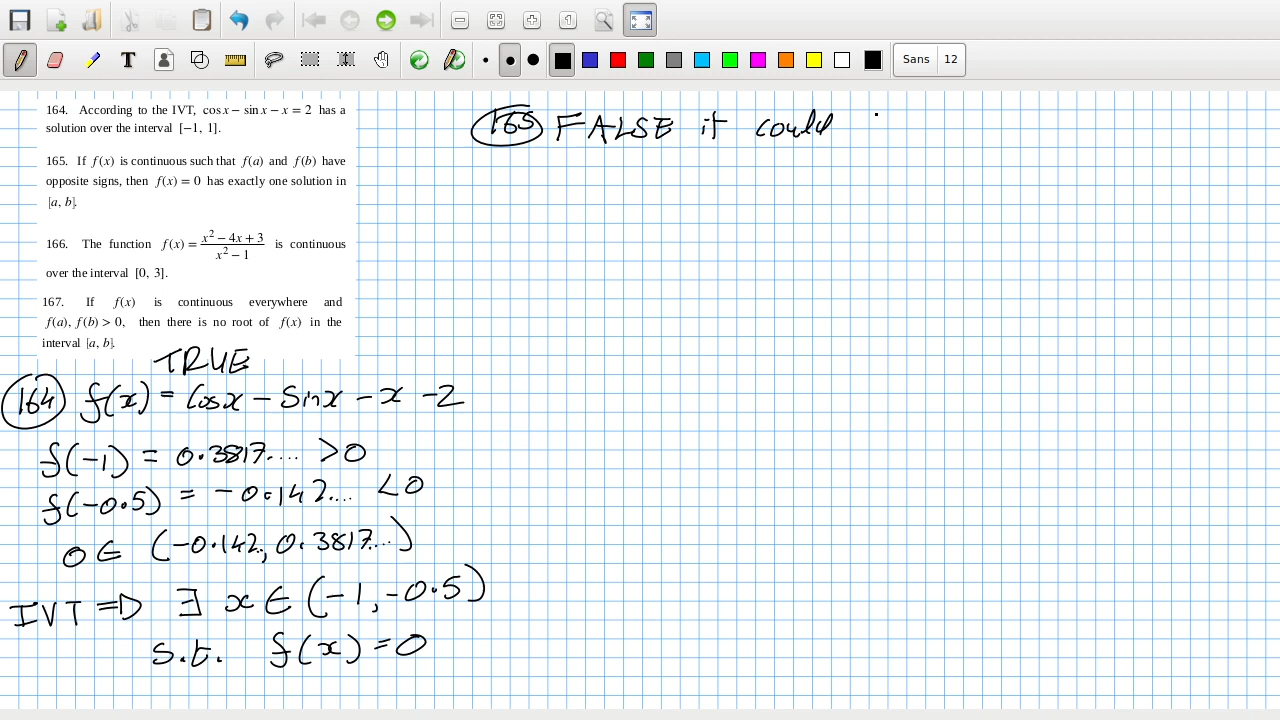 Sans 12
164. According to the IVT, cos x − sin x − x = 2 has a
solution over the interval [−1, 1].
165. If f(x) is continuous such that f(a) and f(b) have
opposite signs, then f(x) = 0 has exactly one solution in
[a, b].
166. The function f(x) = (x² − 4x + 3)/(x² − 1) is continuous
over the interval [0, 3].
167. If f(x) is continuous everywhere and
f(a), f(b) > 0, then there is no root of f(x) in the
interval [a, b].
TRUE
164 f(x) = Cosx − Sinx − x − 2
f(−1) = 0.3817.... >0
f(−0.5) = −0.142... <0
0 ∈ (−0.142.., 0.3817...)
IVT ⇒ ∃ x ∈ (−1, −0.5)
s.t. f(x) = 0
165 FALSE it could